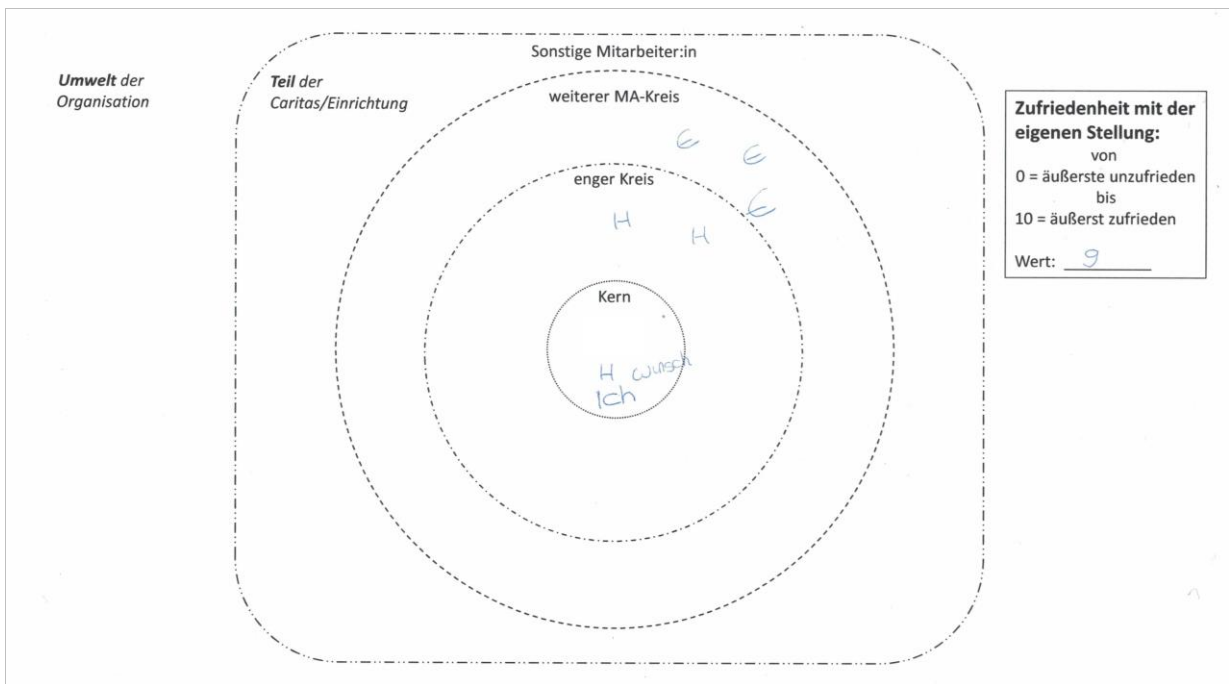 Sonstige Mitarbeiter:in
Umwelt der
Organisation
Teil der
Caritas/Einrichtung
weiterer MA-Kreis
Zufriedenheit mit der
eigenen Stellung:
von
0 = äußerste unzufrieden
bis
10 = äußerst zufrieden
Wert: 9
E
E
E
enger Kreis
H
H
Kern
H wunsch
Ich